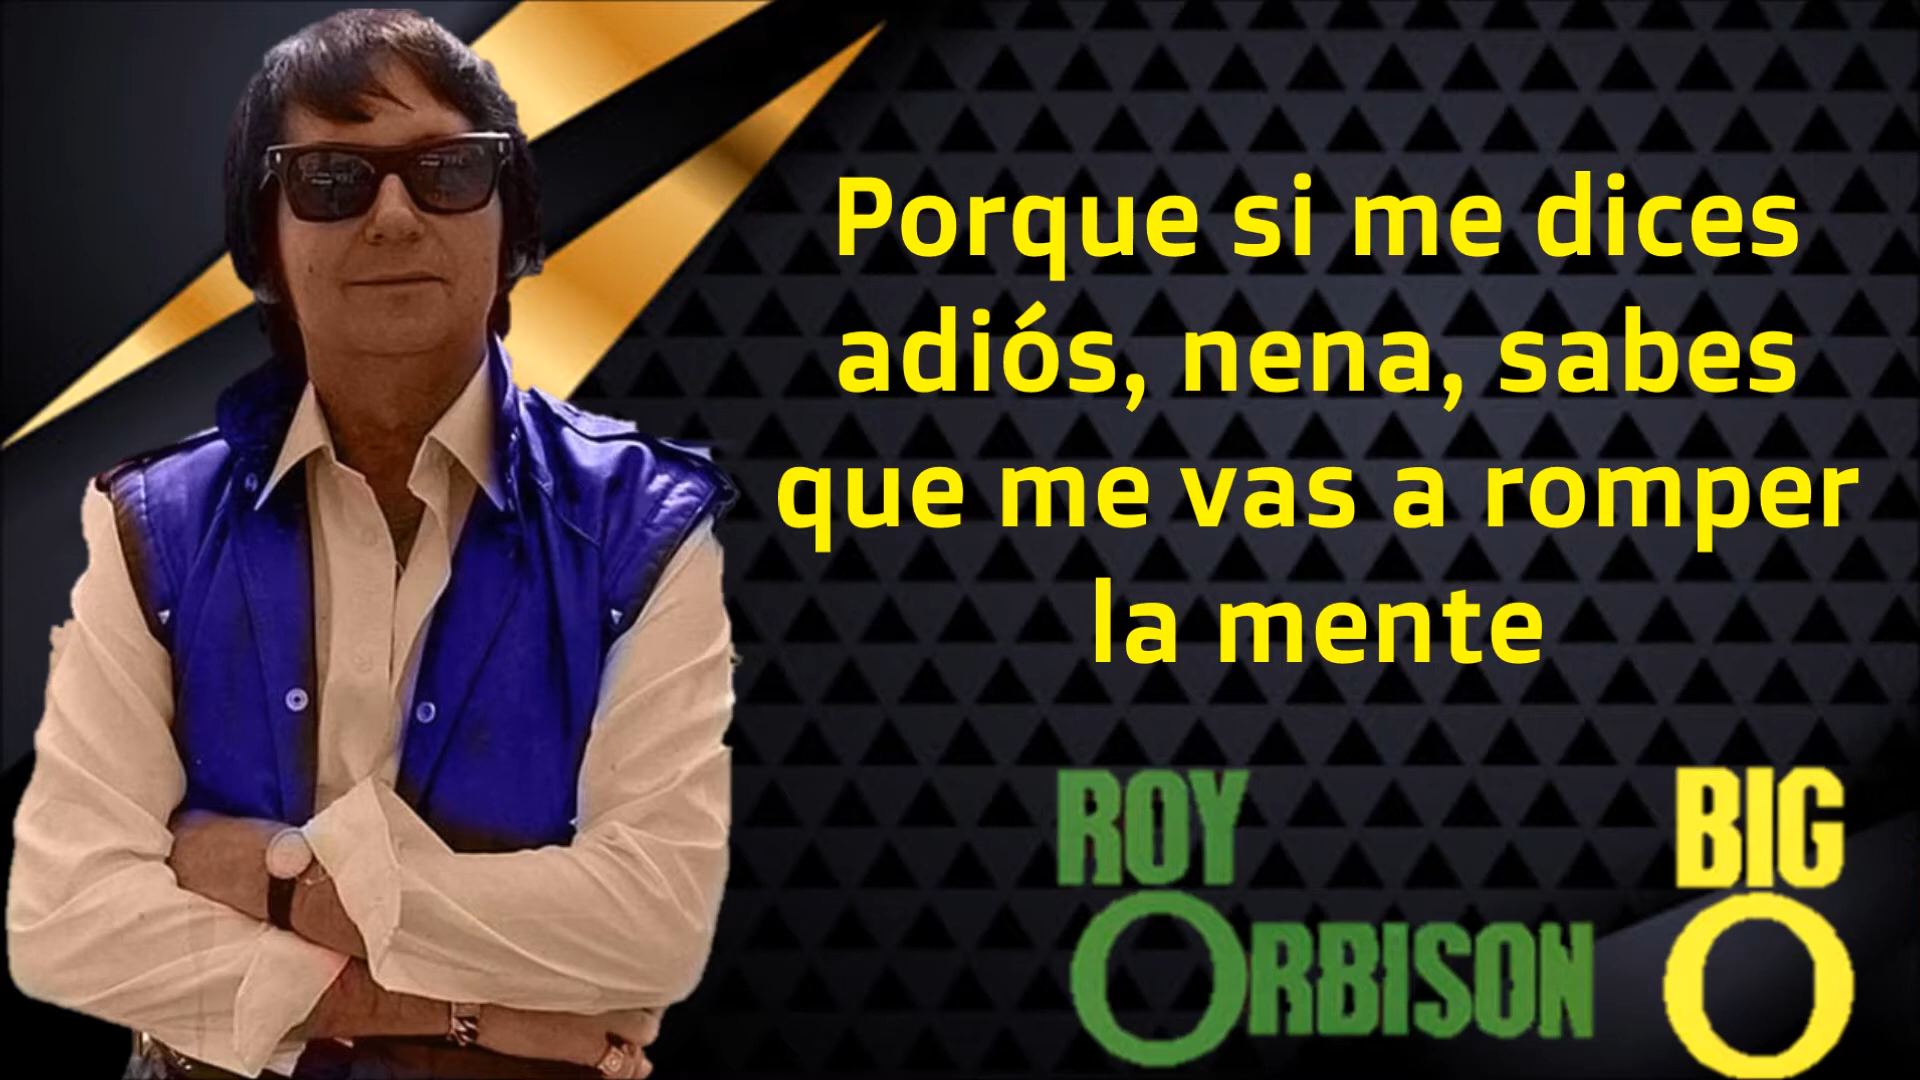 Porque si me dices
adiós, nena, sabes
que me vas a romper
la mente
ROY
ORBISON
BIG
O